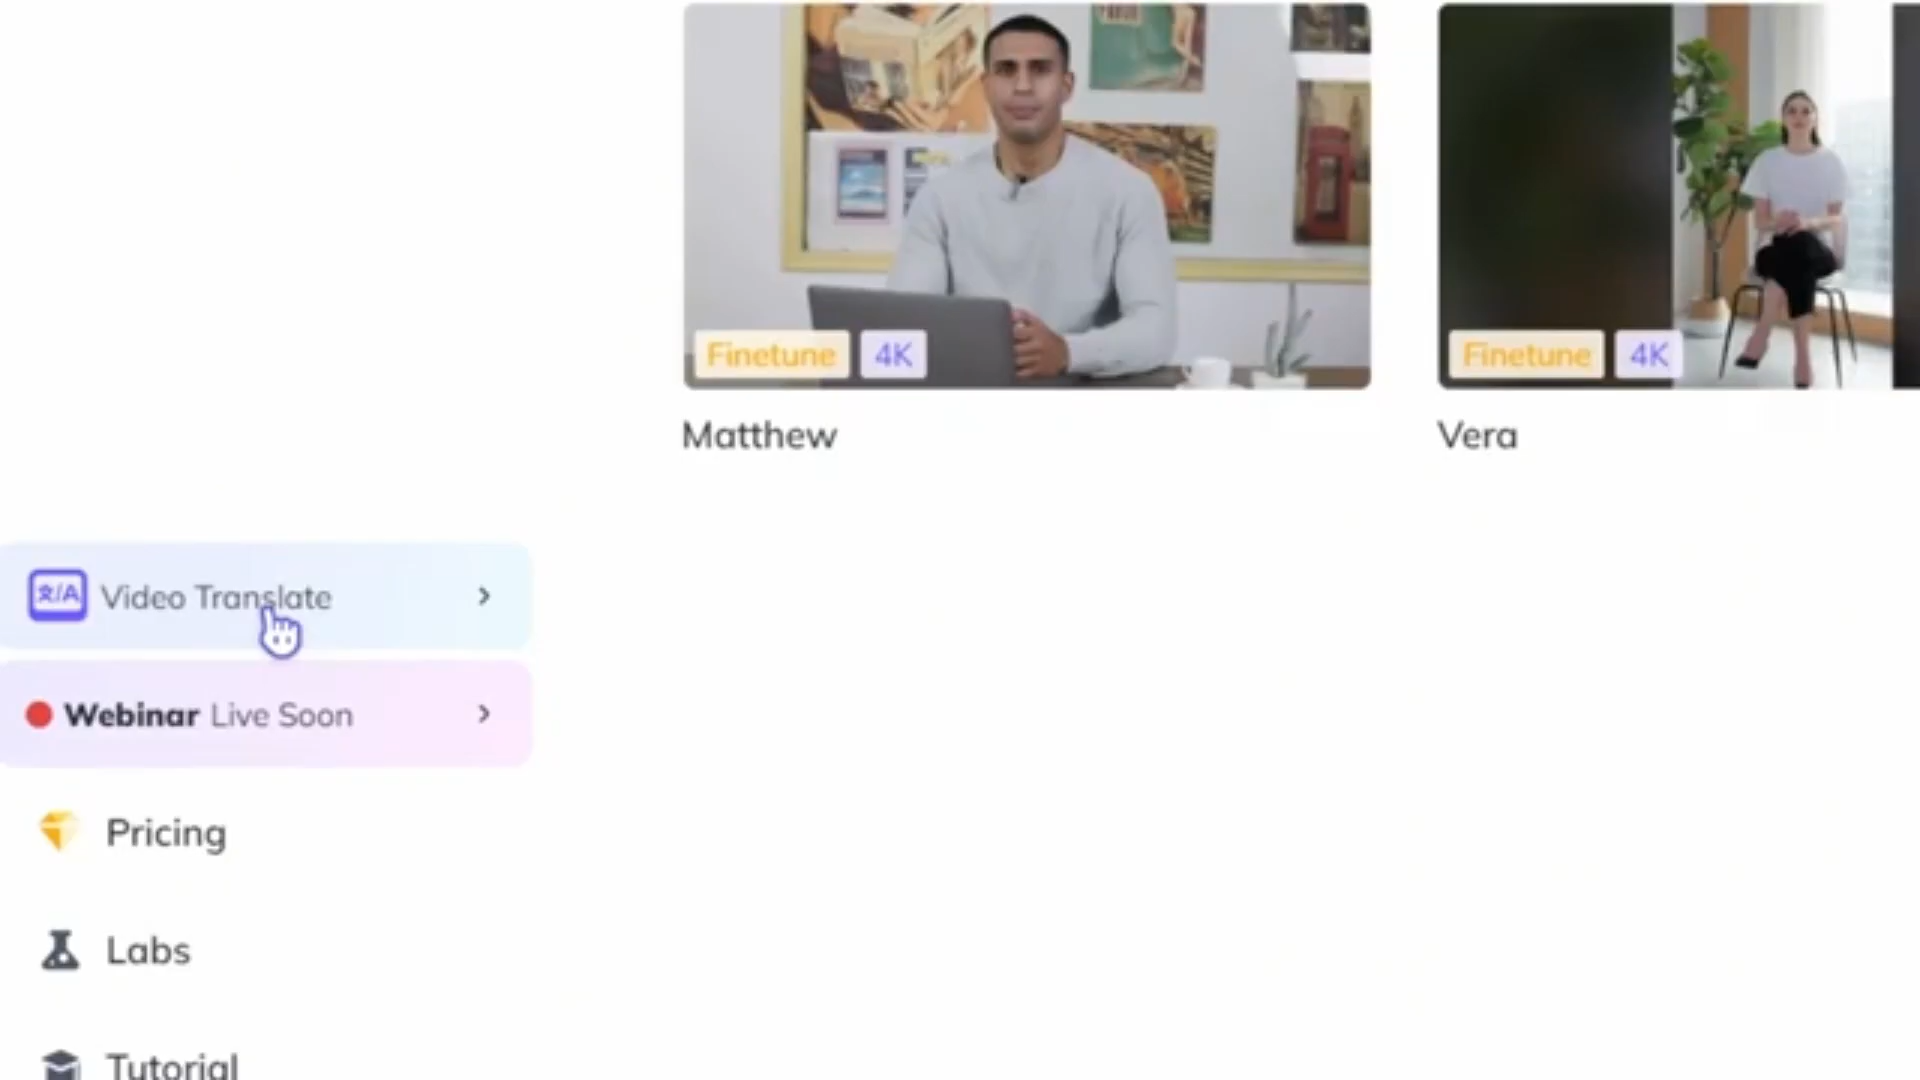 Finetune 4K
Finetune 4K
Matthew
Vera
文/A Video Translate
Webinar Live Soon
Pricing
Labs
Tutorial